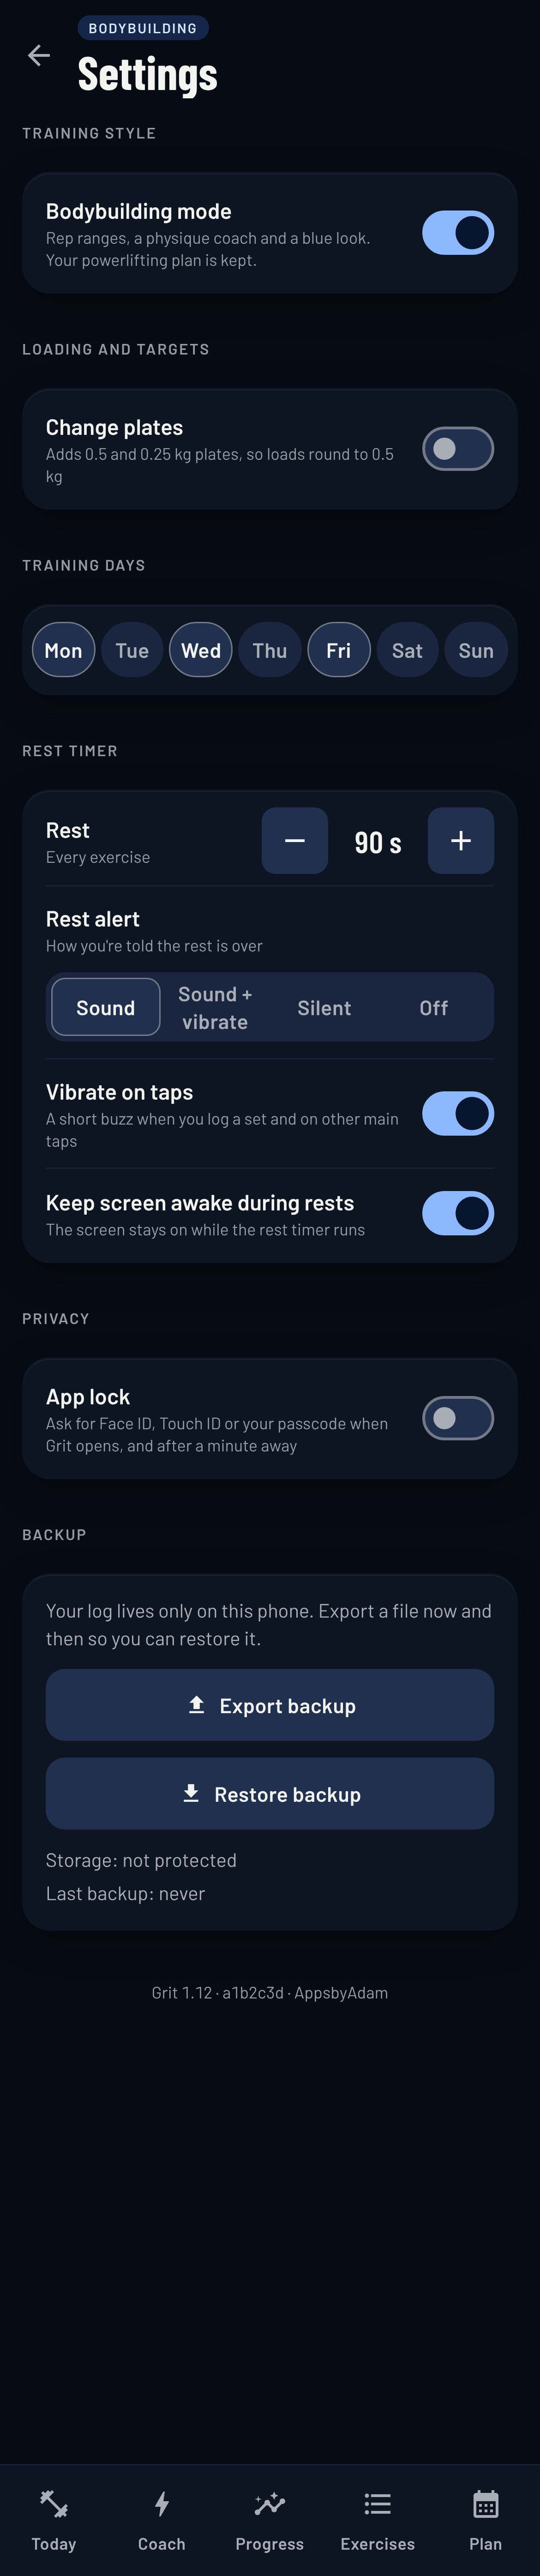 BODYBUILDING
Settings
TRAINING STYLE
Bodybuilding mode
Rep ranges, a physique coach and a blue look.
Your powerlifting plan is kept.
LOADING AND TARGETS
Change plates
Adds 0.5 and 0.25 kg plates, so loads round to 0.5
kg
TRAINING DAYS
Mon Tue Wed Thu Fri Sat Sun
REST TIMER
Rest
Every exercise
90 s
Rest alert
How you're told the rest is over
Sound Sound + vibrate Silent Off
Vibrate on taps
A short buzz when you log a set and on other main
taps
Keep screen awake during rests
The screen stays on while the rest timer runs
PRIVACY
App lock
Ask for Face ID, Touch ID or your passcode when
Grit opens, and after a minute away
BACKUP
Your log lives only on this phone. Export a file now and
then so you can restore it.
Export backup
Restore backup
Storage: not protected
Last backup: never
Grit 1.12 · a1b2c3d · AppsbyAdam
Today Coach Progress Exercises Plan